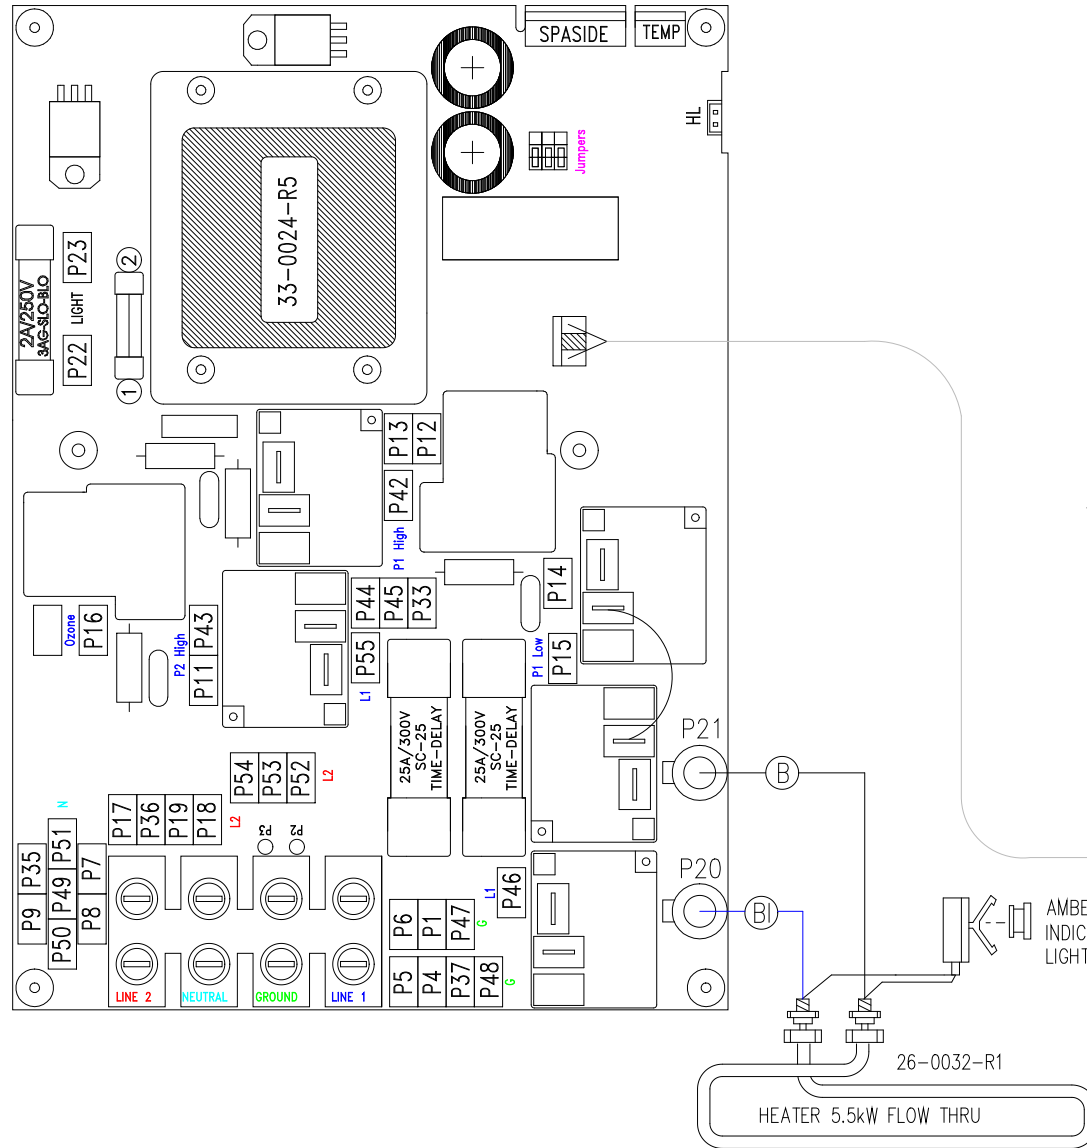 SPASIDE
TEMP
HL
Jumpers
33-0024-R5
2A/250V
3AG-SLO-BLO
P23
LIGHT
P22
2
1
P13
P12
P42
P1 High
P44
P45
P33
P14
P55
L1
P1 Low
P15
Ozone
P16
P2 High
P43
P11
25A/300V
SC-25
TIME-DELAY
25A/300V
SC-25
TIME-DELAY
P21
B
P54
P53
P52
L2
P17
P36
P19
P18
L2
P3
P2
N
P35
P51
P7
P9
P49
P8
P50
P20
BI
L1
P46
P6
P1
P47
G
P5
P4
P37
P48
G
LINE 2
NEUTRAL
GROUND
LINE 1
LIGHT
26-0032-R1
HEATER 5.5kW FLOW THRU